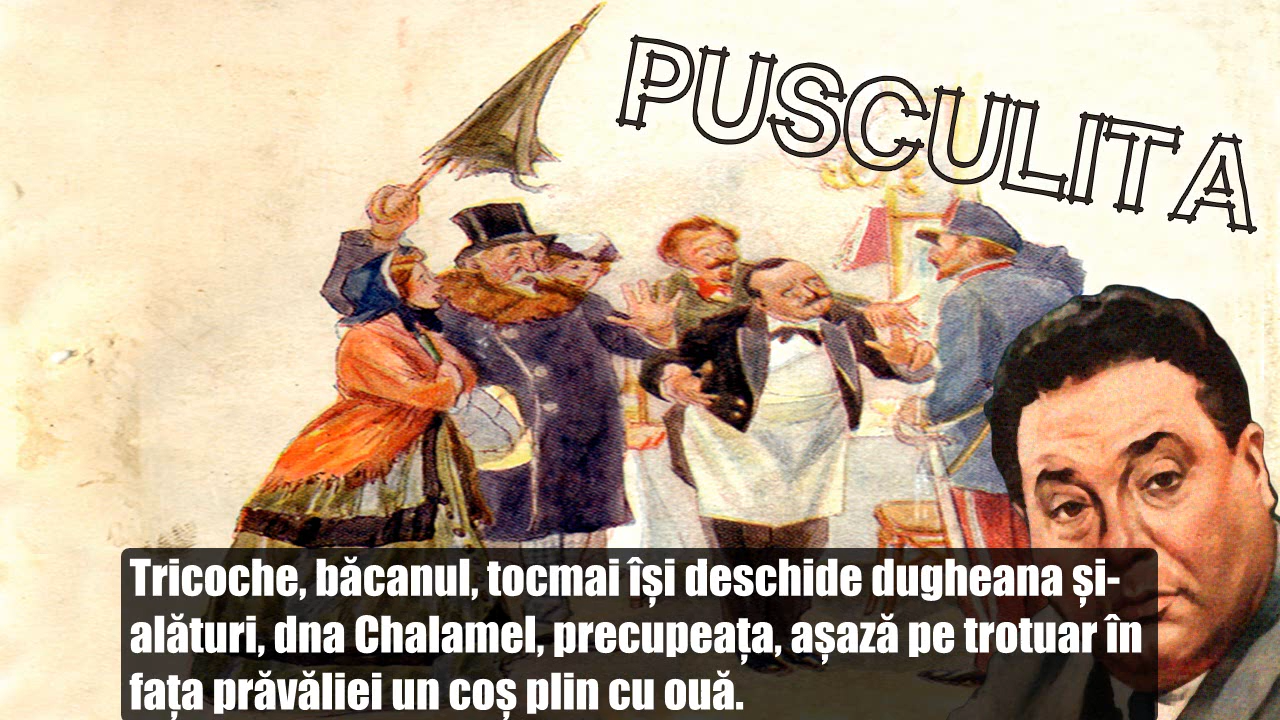 PUSCULITA
Tricoche, băcanul, tocmai își deschide dugheana și-
alături, dna Chalamel, precupeața, așază pe trotuar în
fața prăvăliei un coș plin cu ouă.